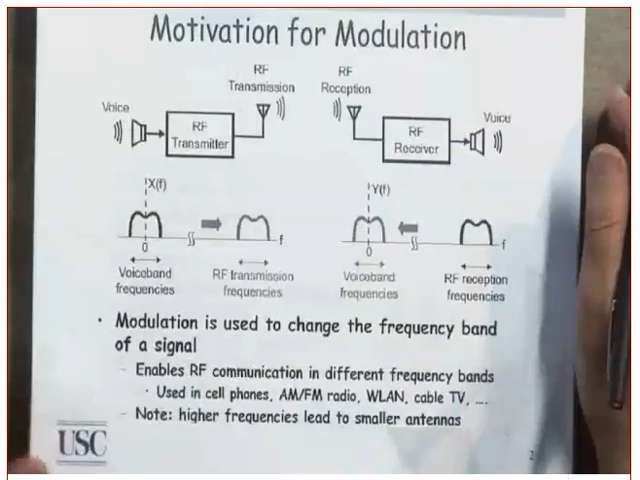 Motivation for Modulation
RF
Transmission
RF
Reception
Voice
RF
Transmitter
RF
Receiver
Voice
X(f)
Y(f)
0
f
0
f
Voiceband
frequencies
RF transmission
frequencies
Voiceband
frequencies
RF reception
frequencies
• Modulation is used to change the frequency band
of a signal
– Enables RF communication in different frequency bands
• Used in cell phones, AM/FM radio, WLAN, cable TV, ....
– Note: higher frequencies lead to smaller antennas
USC
2